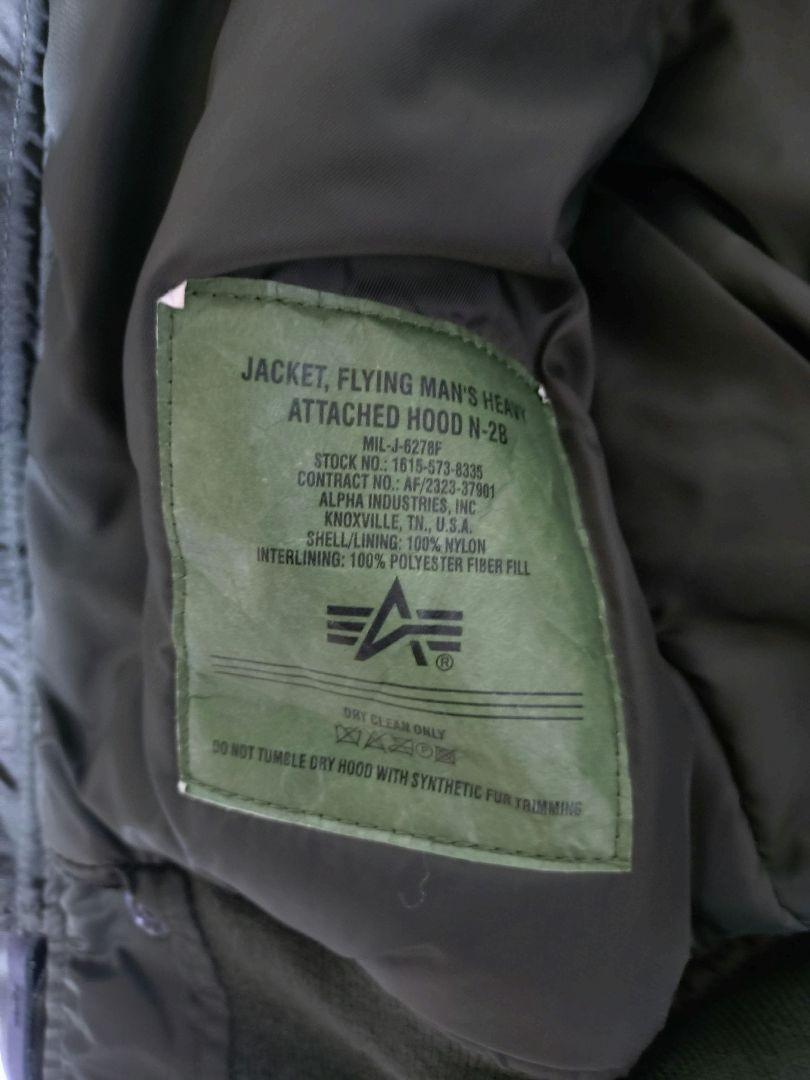 JACKET, FLYING MAN'S HEAVY
ATTACHED HOOD N-2B
MIL-J-6278F
STOCK NO.: 1615-573-8335
CONTRACT NO.: AF/2323-37901
ALPHA INDUSTRIES, INC
KNOXVILLE, TN., U.S.A.
SHELL/LINING: 100% NYLON
INTERLINING: 100% POLYESTER FIBER FILL
®
DRY CLEAN ONLY
P
DO NOT TUMBLE DRY HOOD WITH SYNTHETIC FUR TRIMMING